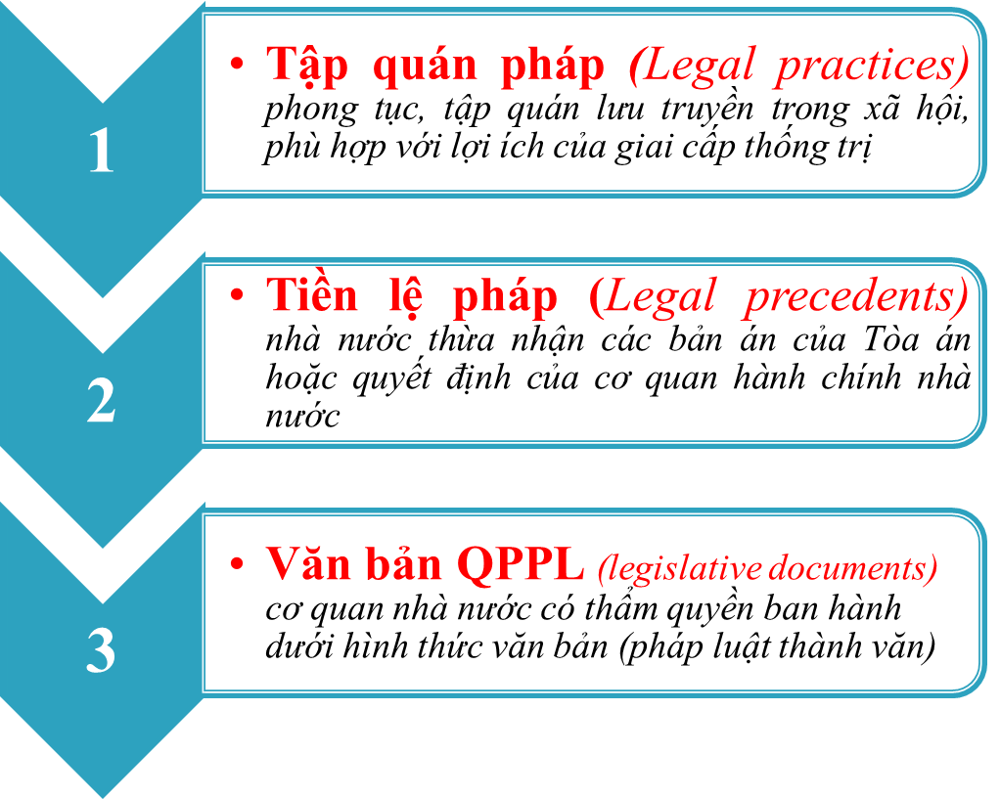 1
• Tập quán pháp (Legal practices)
phong tục, tập quán lưu truyền trong xã hội,
phù hợp với lợi ích của giai cấp thống trị
2
• Tiền lệ pháp (Legal precedents)
nhà nước thừa nhận các bản án của Tòa án
hoặc quyết định của cơ quan hành chính nhà
nước
3
• Văn bản QPPL (legislative documents)
cơ quan nhà nước có thẩm quyền ban hành
dưới hình thức văn bản (pháp luật thành văn)